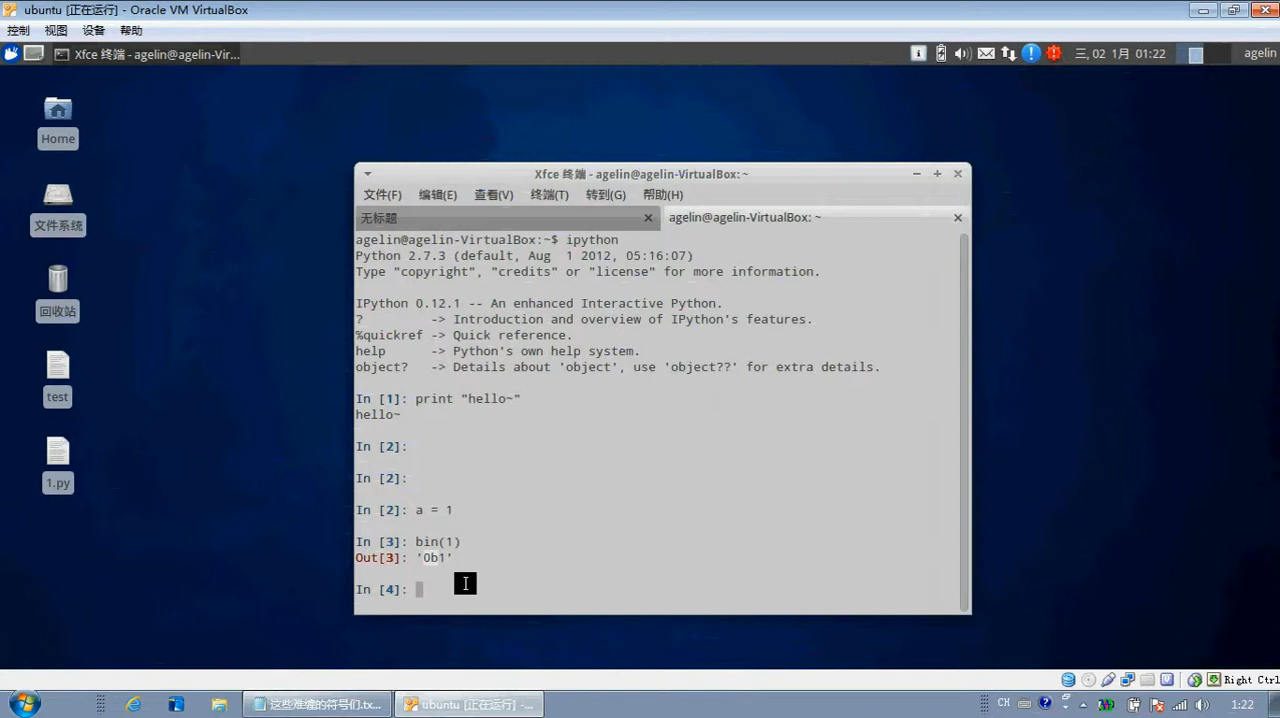 ubuntu [正在运行] - Oracle VM VirtualBox
控制 视图 设备 帮助
Xfce 终端 - agelin@agelin-Vir...
三, 02 1月 01:22
agelin
Home
文件系统
回收站
test
1.py
Xfce 终端 - agelin@agelin-VirtualBox: ~
文件(F) 编辑(E) 查看(V) 终端(T) 转到(G) 帮助(H)
无标题
agelin@agelin-VirtualBox: ~
agelin@agelin-VirtualBox:~$ ipython
Python 2.7.3 (default, Aug  1 2012, 05:16:07)
Type "copyright", "credits" or "license" for more information.
IPython 0.12.1 -- An enhanced Interactive Python.
?         -> Introduction and overview of IPython's features.
%quickref -> Quick reference.
help      -> Python's own help system.
object?   -> Details about 'object', use 'object??' for extra details.
In [1]: print "hello~"
hello~
In [2]:
In [2]:
In [2]: a = 1
In [3]: bin(1)
Out[3]: '0b1'
In [4]:
Right Ctrl
这些难缠的符号们.tx...
ubuntu [正在运行] -...
CH
1:22